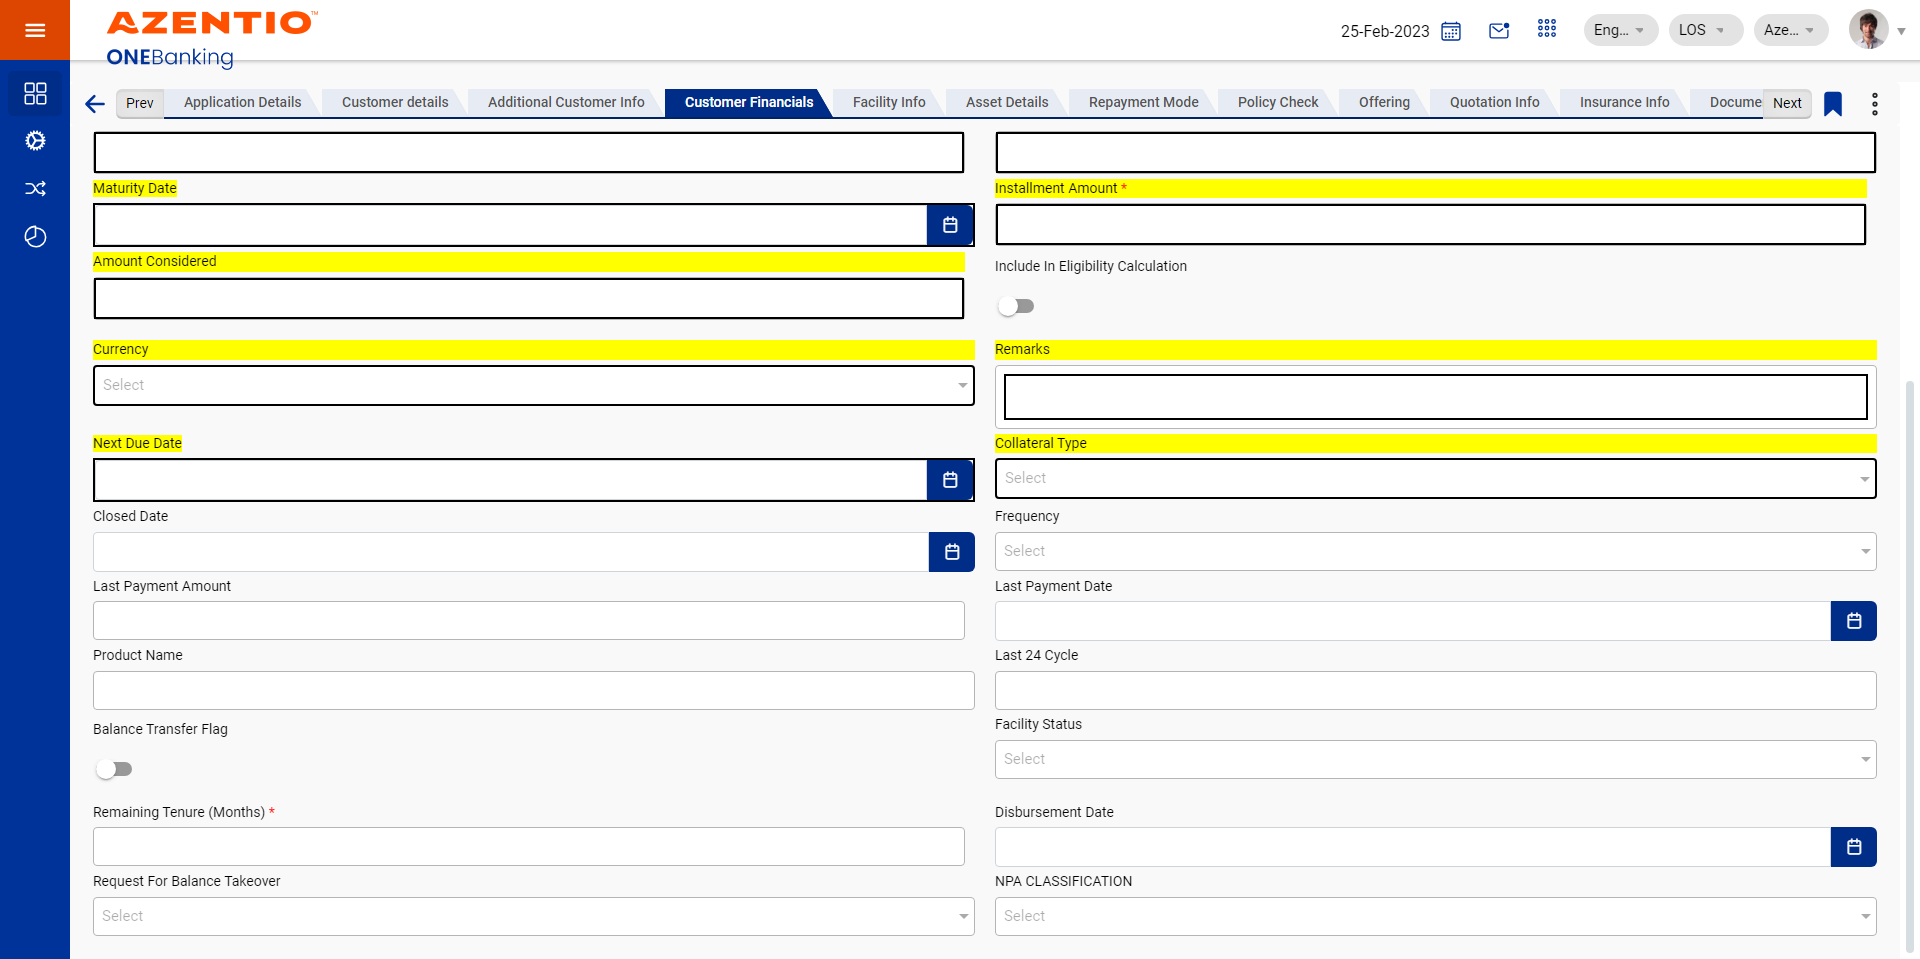 AZENTIO™
ONEBanking
25-Feb-2023
Eng...
LOS
Aze...
Prev
Application Details
Customer details
Additional Customer Info
Customer Financials
Facility Info
Asset Details
Repayment Mode
Policy Check
Offering
Quotation Info
Insurance Info
Docume
Next
Maturity Date
Installment Amount *
Amount Considered
Include In Eligibility Calculation
Currency
Remarks
Select
Next Due Date
Collateral Type
Select
Closed Date
Frequency
Select
Last Payment Amount
Last Payment Date
Product Name
Last 24 Cycle
Balance Transfer Flag
Facility Status
Select
Remaining Tenure (Months) *
Disbursement Date
Request For Balance Takeover
NPA CLASSIFICATION
Select
Select